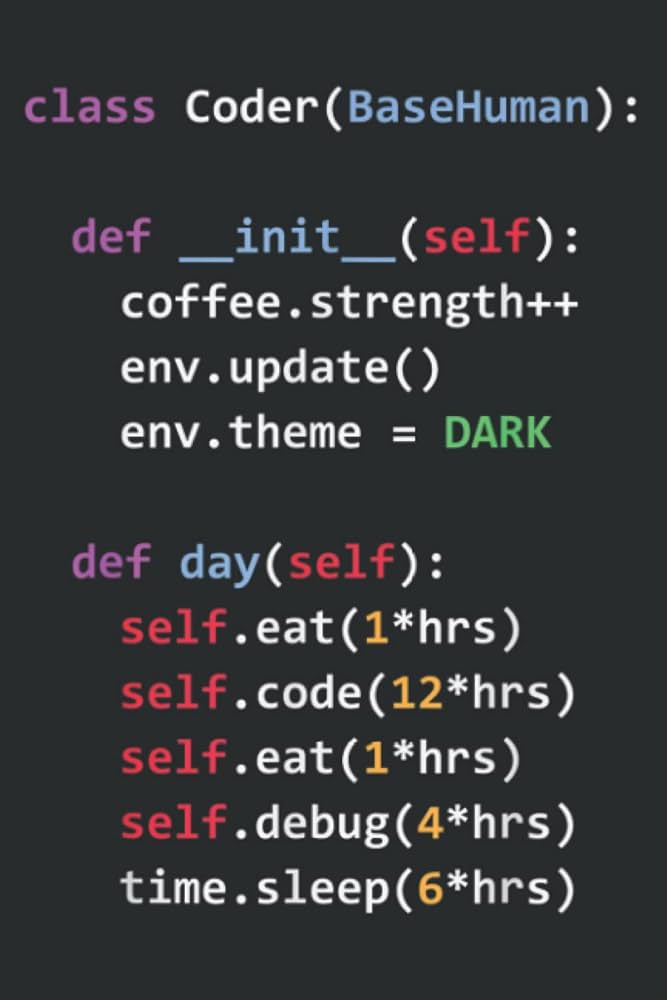 class Coder(BaseHuman):
def __init__(self):
coffee.strength++
env.update()
env.theme = DARK
def day(self):
self.eat(1*hrs)
self.code(12*hrs)
self.eat(1*hrs)
self.debug(4*hrs)
time.sleep(6*hrs)